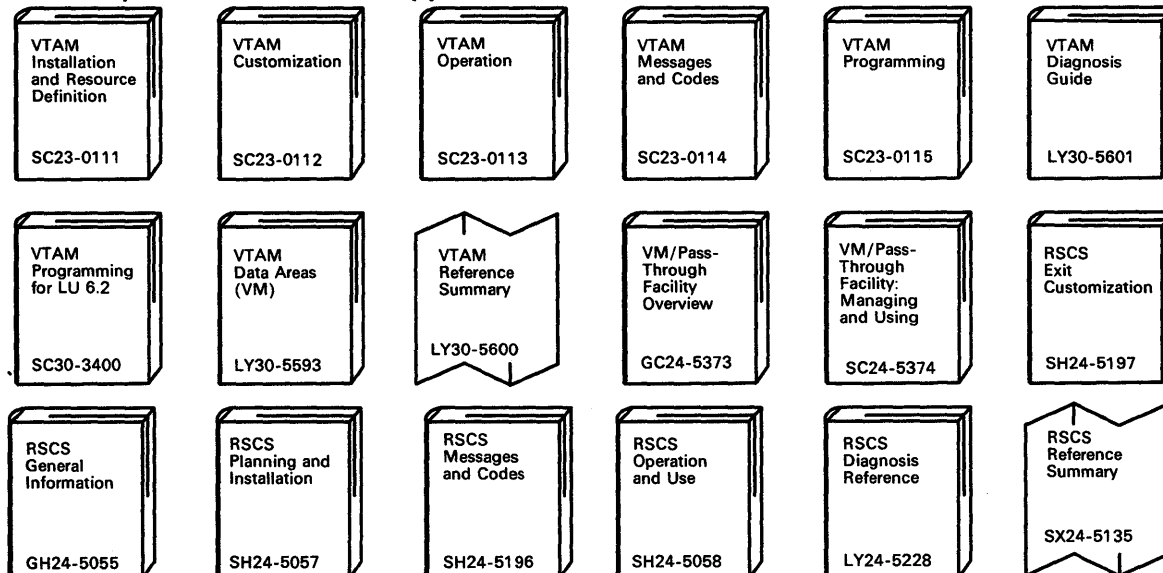 VTAM
Installation
and Resource
Definition
SC23-0111
VTAM
Customization
SC23-0112
VTAM
Operation
SC23-0113
VTAM
Messages
and Codes
SC23-0114
VTAM
Programming
SC23-0115
VTAM
Diagnosis
Guide
LY30-5601
VTAM
Programming
for LU 6.2
SC30-3400
VTAM
Data Areas
(VM)
LY30-5593
VTAM
Reference
Summary
LY30-5600
VM/Pass-
Through
Facility
Overview
GC24-5373
VM/Pass-
Through
Facility:
Managing
and Using
SC24-5374
RSCS
Exit
Customization
SH24-5197
RSCS
General
Information
GH24-5055
RSCS
Planning and
Installation
SH24-5057
RSCS
Messages
and Codes
SH24-5196
RSCS
Operation
and Use
SH24-5058
RSCS
Diagnosis
Reference
LY24-5228
RSCS
Reference
Summary
SX24-5135